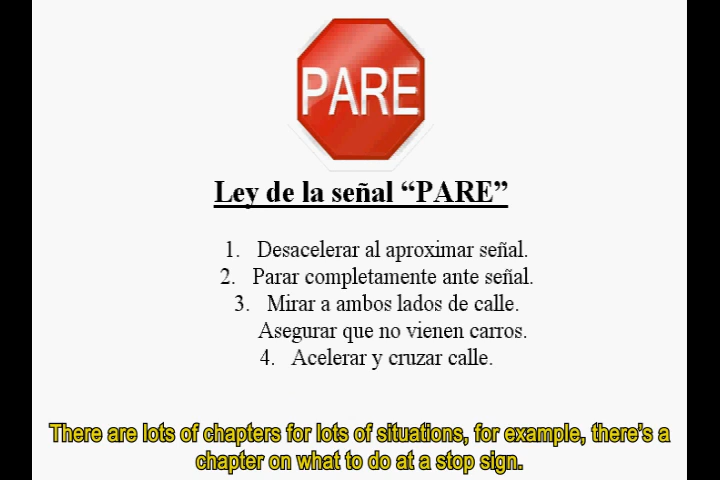 PARE
Ley de la señal “PARE”
1. Desacelerar al aproximar señal.
2. Parar completamente ante señal.
3. Mirar a ambos lados de calle.
Asegurar que no vienen carros.
4. Acelerar y cruzar calle.
There are lots of chapters for lots of situations, for example, there's a
chapter on what to do at a stop sign.